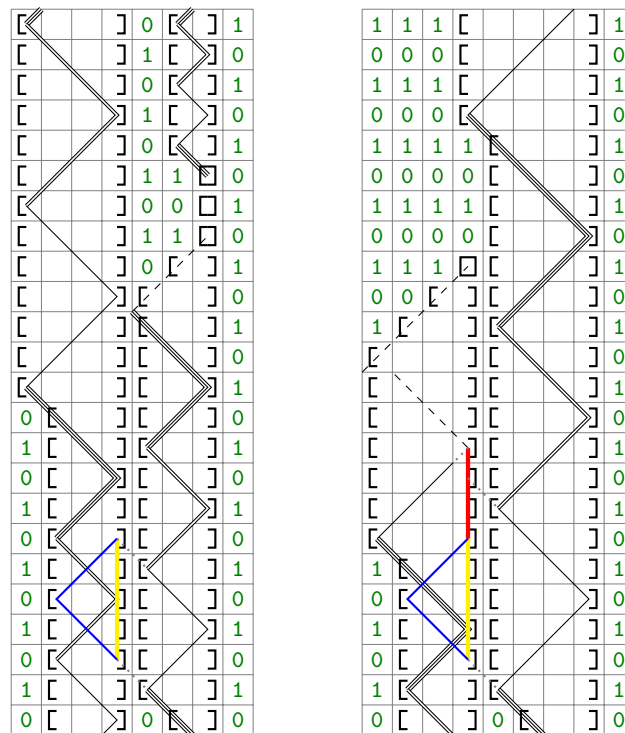 [ ] 0 [ ] 1 1 1 1 [ ] 1
[ ] 1 [ ] 0 0 0 0 [ ] 0
[ ] 0 [ ] 1 1 1 1 [ ] 1
[ ] 1 [ ] 0 0 0 0 [ ] 0
[ ] 0 [ ] 1 1 1 1 1 [ ] 1
[ ] 1 1 [] 0 0 0 0 0 [ ] 0
[ ] 0 0 [] 1 1 1 1 1 [ ] 1
[ ] 1 1 [] 0 0 0 0 0 [ ] 0
[ ] 0 [ ] 1 1 1 1 [] [ ] 1
[ ] [ ] 0 0 0 [ ] [ ] 0
[ ] [ ] 1 1 [ ] [ ] 1
[ ] [ ] 0 [ ] [ ] 0
[ ] [ ] 1 [ ] [ ] 1
0 [ ] [ ] 0 [ ] [ ] 0
1 [ ] [ ] 1 [ ] [ ] 1
0 [ ] [ ] 0 [ ] [ ] 0
1 [ ] [ ] 1 [ ] [ ] 1
0 [ ] [ ] 0 [ ] [ ] 0
1 [ ] [ ] 1 1 [ ] [ ] 1
0 [ ] [ ] 0 0 [ ] [ ] 0
1 [ ] [ ] 1 1 [ ] [ ] 1
0 [ ] [ ] 0 0 [ ] [ ] 0
1 [ ] [ ] 1 1 [ ] [ ] 1
0 [ ] 0 [ ] 0 0 [ ] 0 [ ] 0